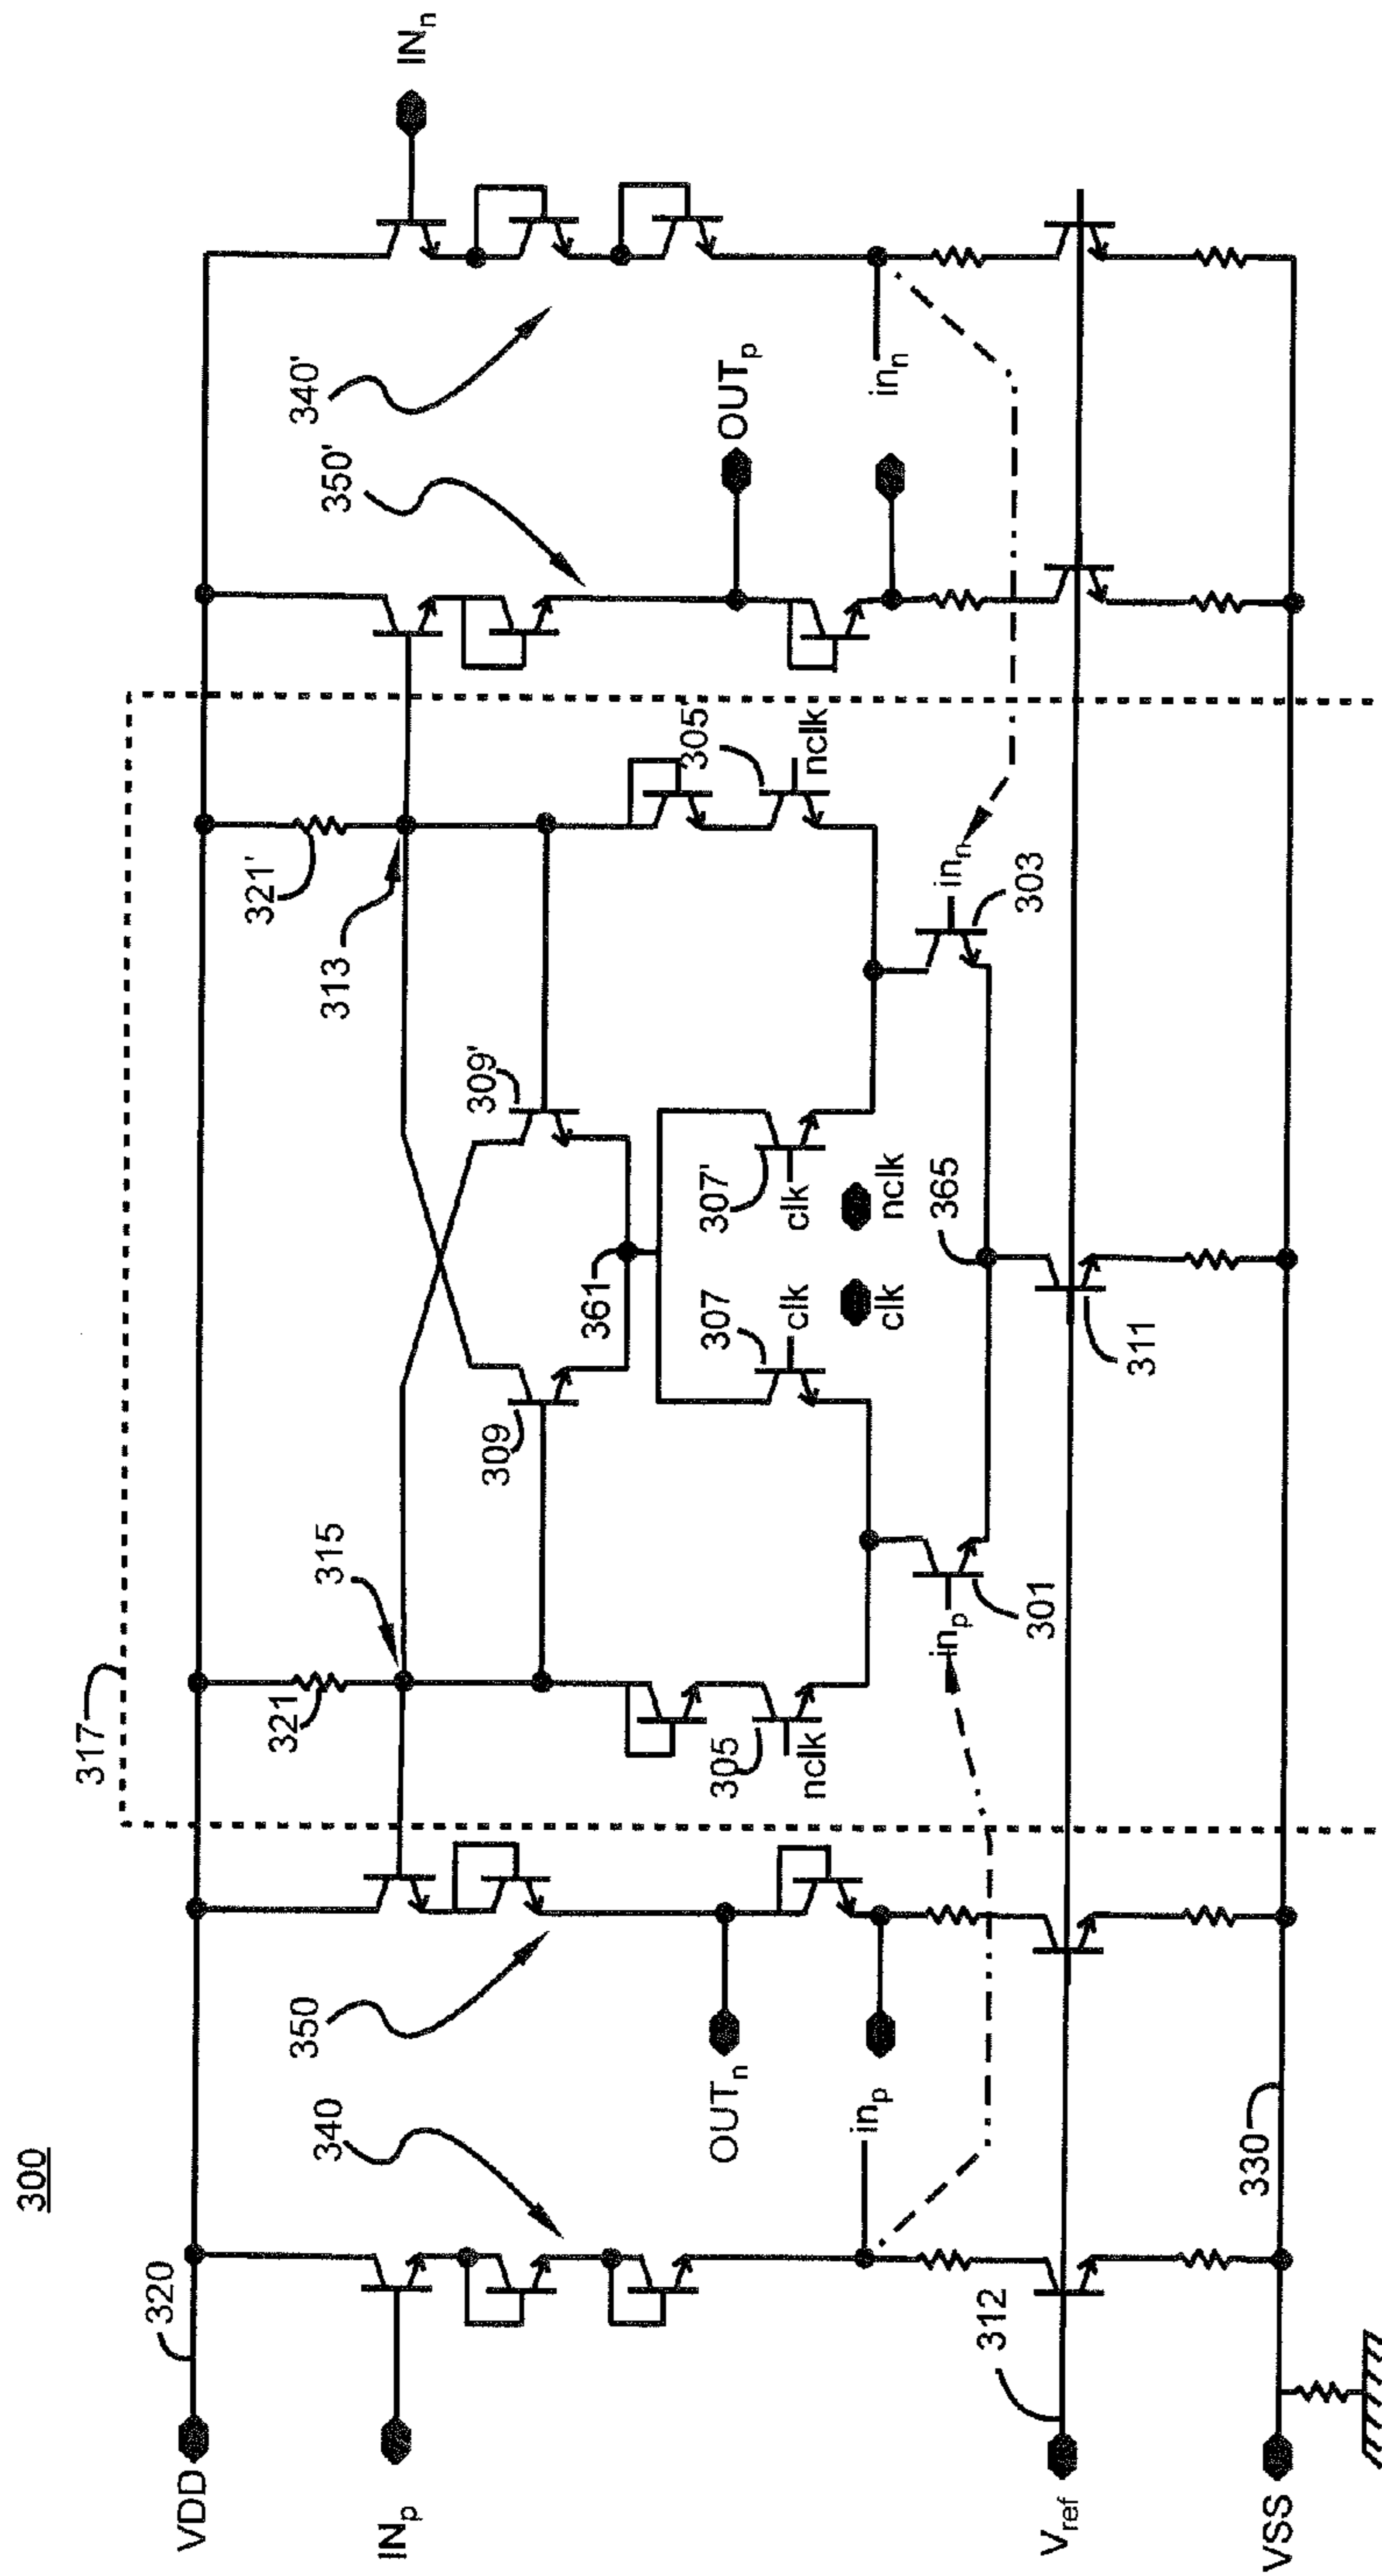 300
VDD
320
317
321
321'
IN_p
IN_n
340
350
315
313
350'
340'
309
309'
361
305
nclk
307
clk
307'
clk
305
nclk
OUT_n
OUT_p
clk
nclk
in_p
in_p
301
365
in_n
303
in_n
V_ref
312
311
VSS
330